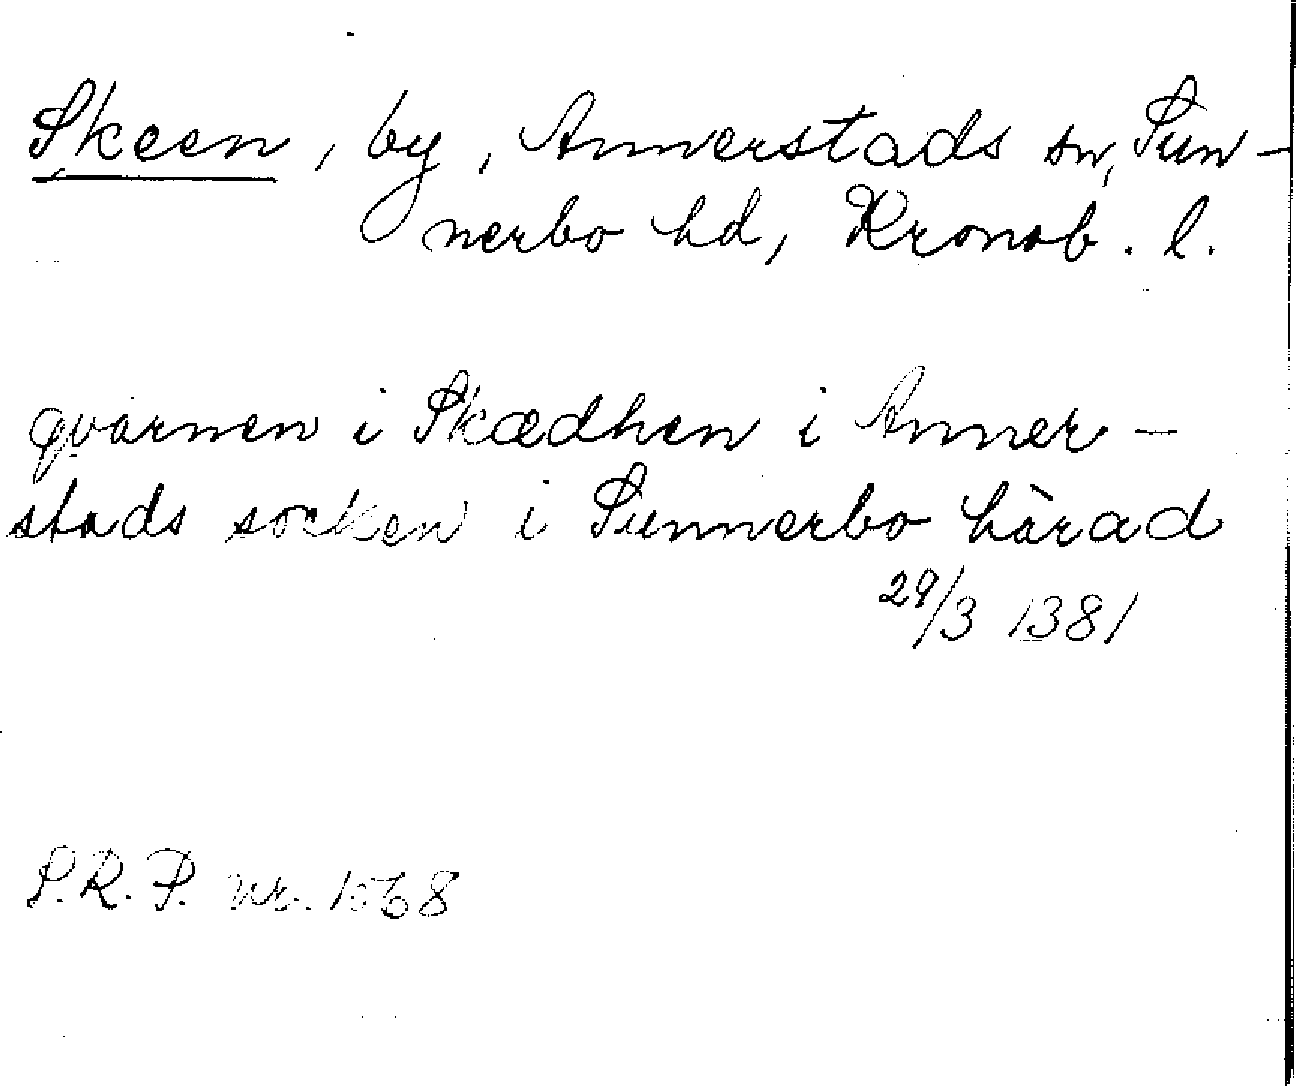 Skeen, by, Annerstads sn, Sun-
nerbo hd, Kronob. l.
qvarnen i Skædhen i Anner-
stads socken i Sunnerbo härad
29/3 1381
S.R.P. nr. 1568